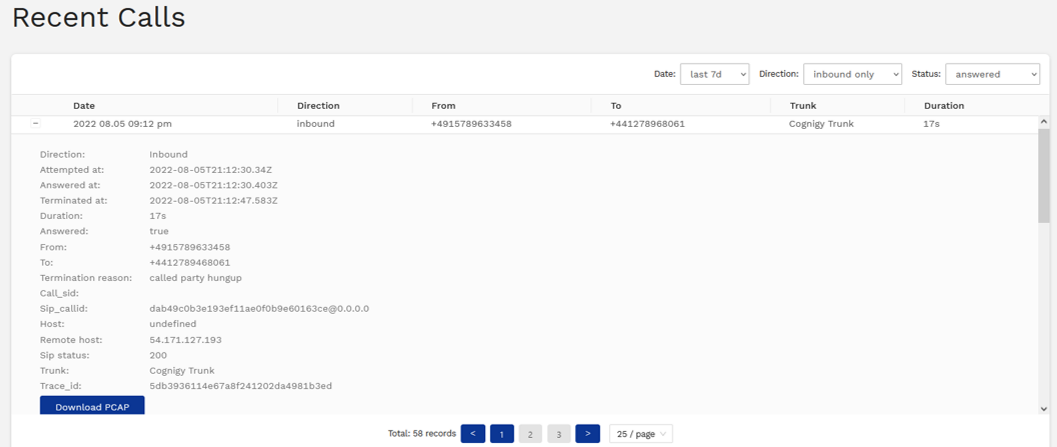 Recent Calls
Date: last 7d Direction: inbound only Status: answered
Date Direction From To Trunk Duration
− 2022 08.05 09:12 pm inbound +4915789633458 +441278968061 Cognigy Trunk 17s
Direction: Inbound
Attempted at: 2022-08-05T21:12:30.34Z
Answered at: 2022-08-05T21:12:30.403Z
Terminated at: 2022-08-05T21:12:47.583Z
Duration: 17s
Answered: true
From: +4915789633458
To: +4412789468061
Termination reason: called party hungup
Call_sid:
Sip_callid: dab49c0b3e193ef11ae0f0b9e60163ce@0.0.0.0
Host: undefined
Remote host: 54.171.127.193
Sip status: 200
Trunk: Cognigy Trunk
Trace_id: 5db3936114e67a8f241202da4981b3ed
Download PCAP
Total: 58 records < 1 2 3 > 25 / page